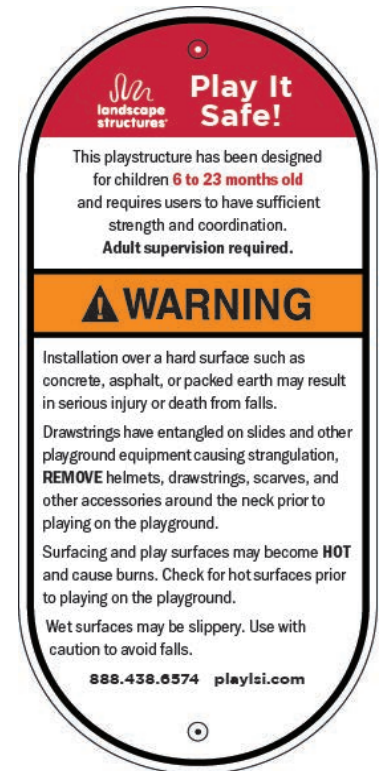 landscape
structures®
Play It
Safe!
This playstructure has been designed
for children 6 to 23 months old
and requires users to have sufficient
strength and coordination.
Adult supervision required.
WARNING
Installation over a hard surface such as
concrete, asphalt, or packed earth may result
in serious injury or death from falls.
Drawstrings have entangled on slides and other
playground equipment causing strangulation,
REMOVE helmets, drawstrings, scarves, and
other accessories around the neck prior to
playing on the playground.
Surfacing and play surfaces may become HOT
and cause burns. Check for hot surfaces prior
to playing on the playground.
Wet surfaces may be slippery. Use with
caution to avoid falls.
888.438.6574 playlsi.com